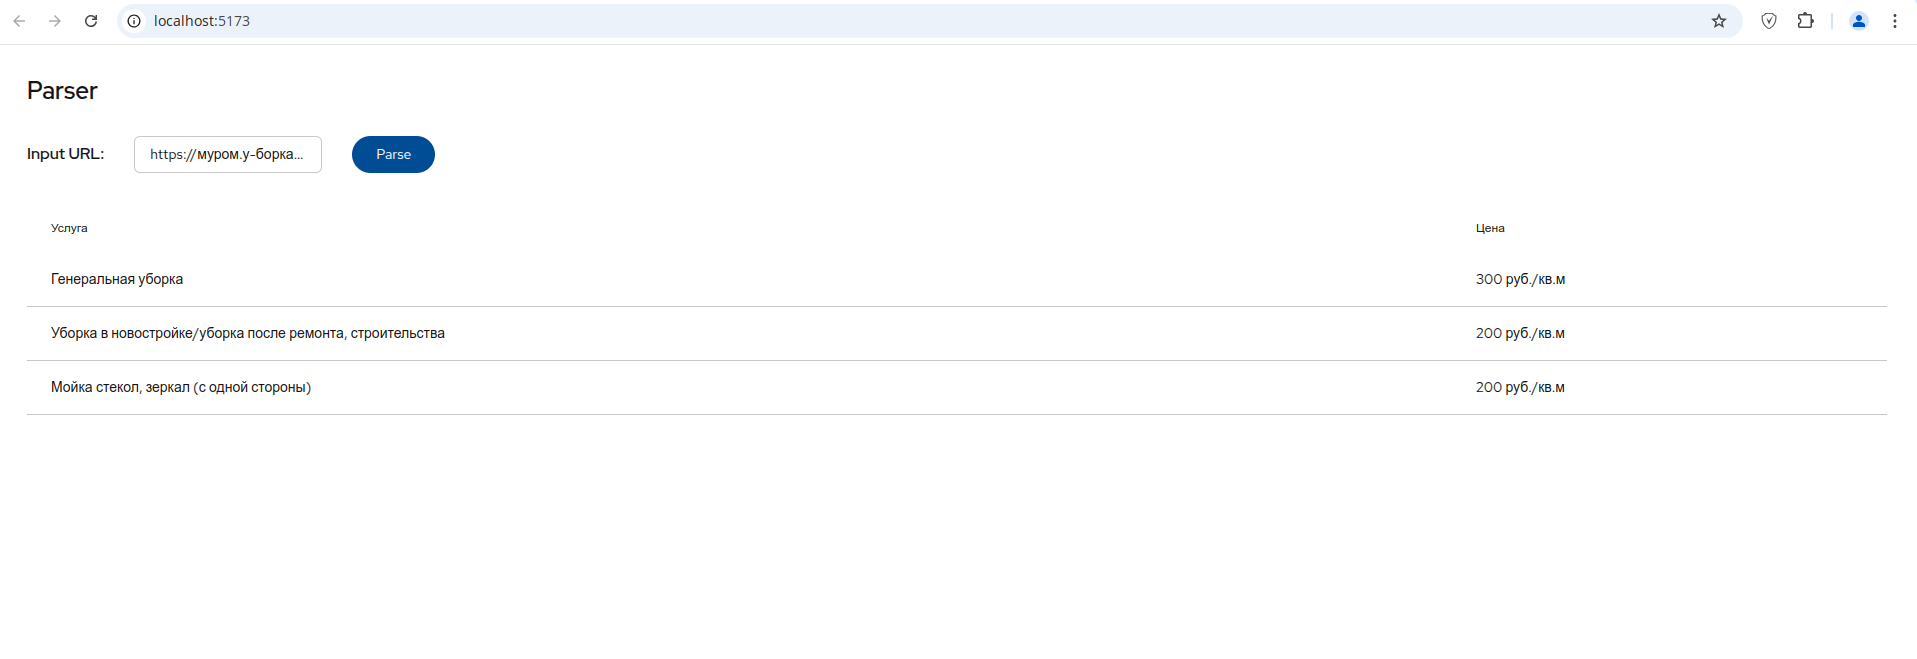 localhost:5173
Parser
Input URL: https://муром.у-борка... Parse
Услуга Цена
Генеральная уборка 300 руб./кв.м
Уборка в новостройке/уборка после ремонта, строительства 200 руб./кв.м
Мойка стекол, зеркал (с одной стороны) 200 руб./кв.м